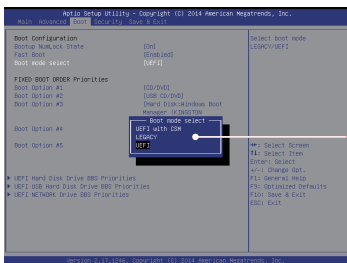 Aptio Setup Utility - Copyright (C) 2014 American Megatrends, Inc.
Main Advanced Boot Security Save & Exit
Boot Configuration
Bootup NumLock State [On]
Fast Boot [Enabled]
Boot mode select [UEFI]
FIXED BOOT ORDER Priorities
Boot Option #1 [CD/DVD]
Boot Option #2 [USB CD/DVD]
Boot Option #3 [Hard Disk:Windows Boot
Manager (KINGSTON
Boot Option #4
Boot Option #5
Boot mode select
UEFI with CSM
LEGACY
UEFI
UEFI Hard Disk Drive BBS Priorities
UEFI USB Hard Disk Drive BBS Priorities
UEFI NETWORK Drive BBS Priorities
Select boot mode
LEGACY/UEFI
→←: Select Screen
↑↓: Select Item
Enter: Select
+/-: Change Opt.
F1: General Help
F9: Optimized Defaults
F10: Save & Exit
ESC: Exit
Version 2.17.1246. Copyright (C) 2014 American Megatrends, Inc.